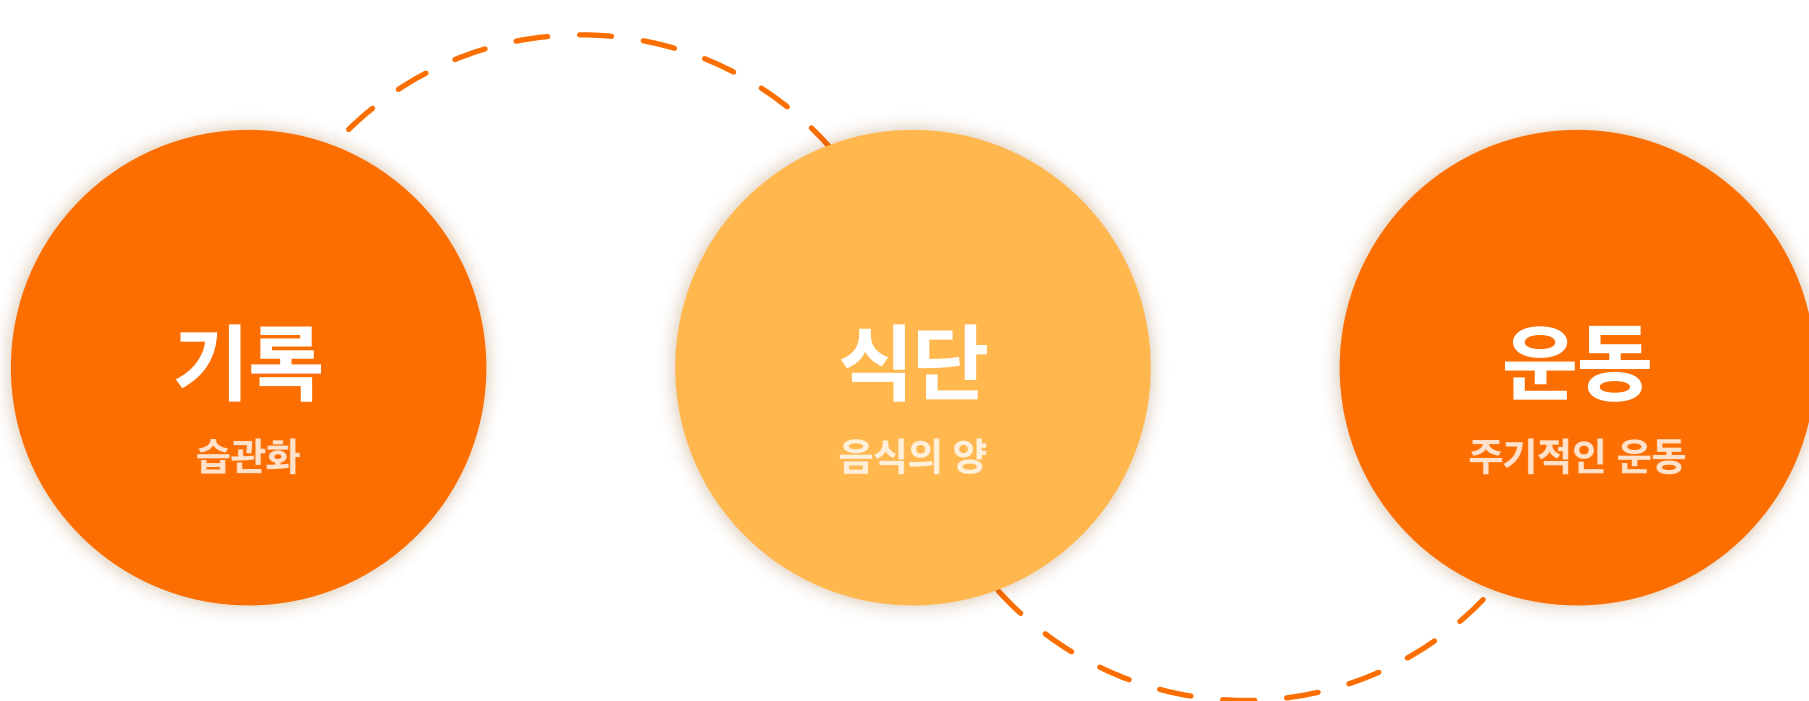 기록
습관화
식단
음식의 양
운동
주기적인 운동